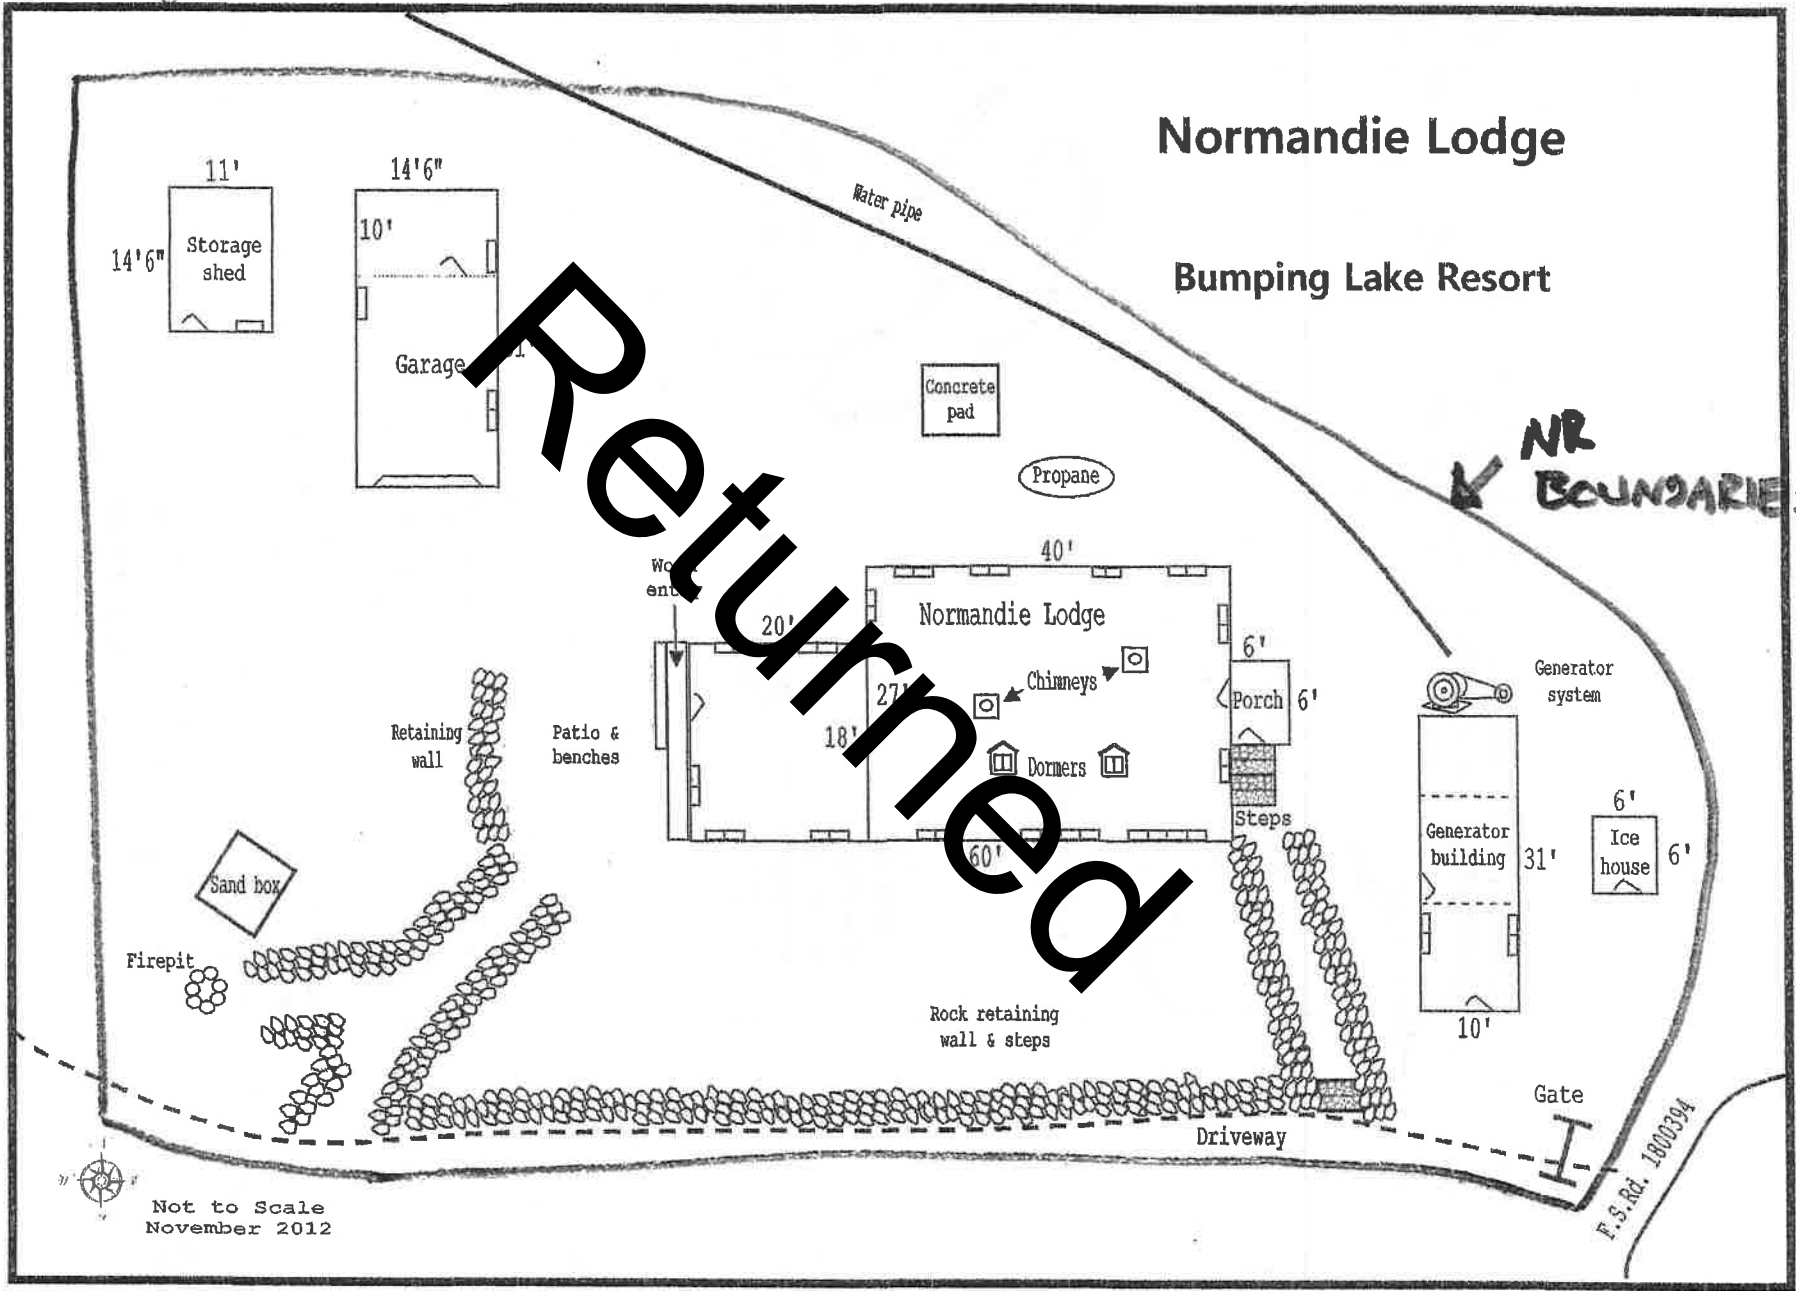 Normandie Lodge
Bumping Lake Resort
Water pipe
11'
14'6"
Storage
shed
14'6"
10'
Garage
Concrete
pad
Propane
NR
BOUNDARIES
40'
Normandie Lodge
20'
27'
18'
Chimneys
Dormers
60'
6'
Porch
6'
Steps
Generator
system
Generator
building
31'
10'
6'
Ice
house
6'
Retaining
wall
Patio &
benches
Sand box
Firepit
Rock retaining
wall & steps
Driveway
Gate
F.S.Rd. 1800394
Not to Scale
November 2012
Returned